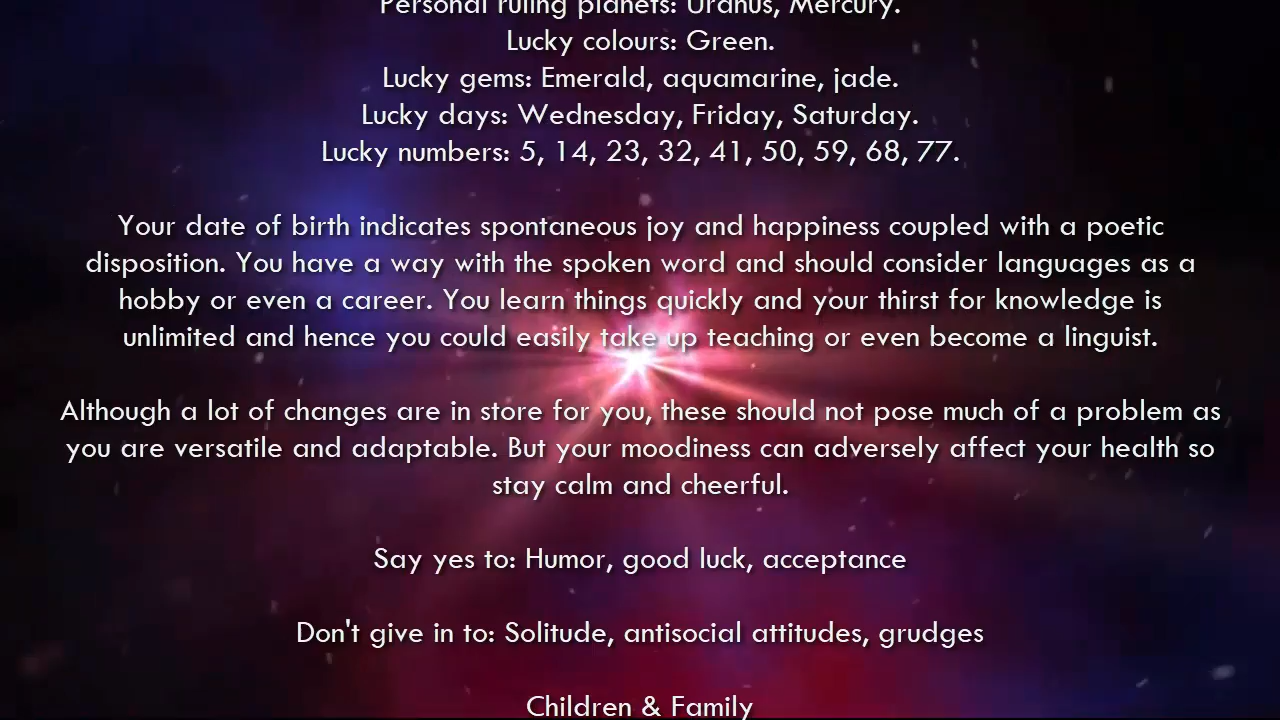 Personal ruling planets: Uranus, Mercury.
Lucky colours: Green.
Lucky gems: Emerald, aquamarine, jade.
Lucky days: Wednesday, Friday, Saturday.
Lucky numbers: 5, 14, 23, 32, 41, 50, 59, 68, 77.
Your date of birth indicates spontaneous joy and happiness coupled with a poetic
disposition. You have a way with the spoken word and should consider languages as a
hobby or even a career. You learn things quickly and your thirst for knowledge is
unlimited and hence you could easily take up teaching or even become a linguist.
Although a lot of changes are in store for you, these should not pose much of a problem as
you are versatile and adaptable. But your moodiness can adversely affect your health so
stay calm and cheerful.
Say yes to: Humor, good luck, acceptance
Don't give in to: Solitude, antisocial attitudes, grudges
Children & Family